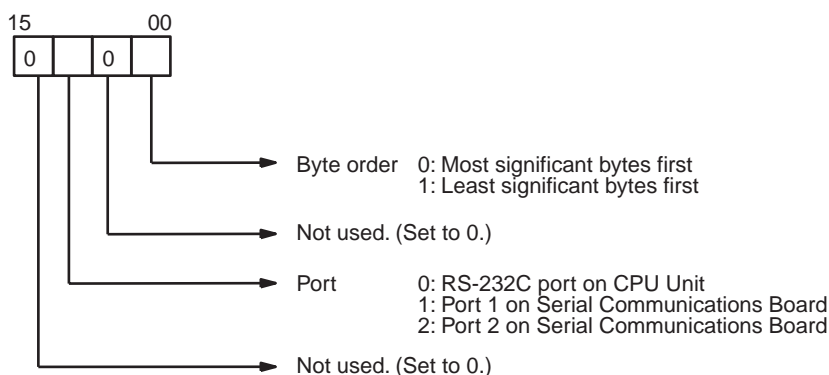 15 00
0 0
Byte order 0: Most significant bytes first
1: Least significant bytes first
Not used. (Set to 0.)
Port 0: RS-232C port on CPU Unit
1: Port 1 on Serial Communications Board
2: Port 2 on Serial Communications Board
Not used. (Set to 0.)